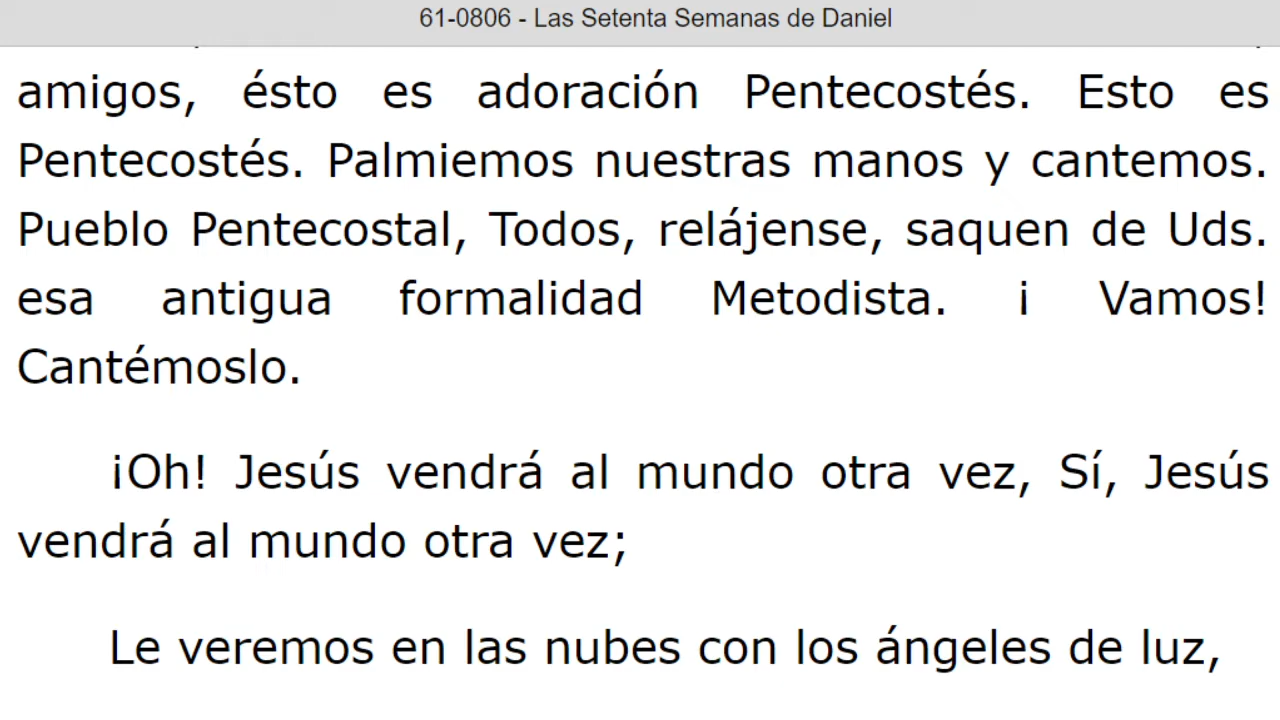 61-0806 - Las Setenta Semanas de Daniel
amigos, ésto es adoración Pentecostés. Esto es
Pentecostés. Palmiemos nuestras manos y cantemos.
Pueblo Pentecostal, Todos, relájense, saquen de Uds.
esa antigua formalidad Metodista. ¡ Vamos!
Cantémoslo.
¡Oh! Jesús vendrá al mundo otra vez, Sí, Jesús
vendrá al mundo otra vez;
Le veremos en las nubes con los ángeles de luz,